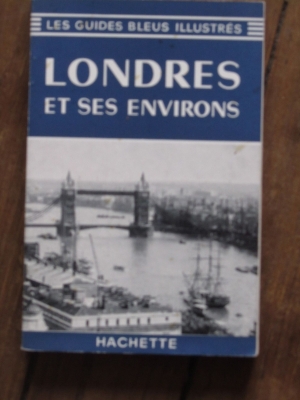 LES GUIDES BLEUS ILLUSTRÉS
LONDRES
ET SES ENVIRONS
HACHETTE